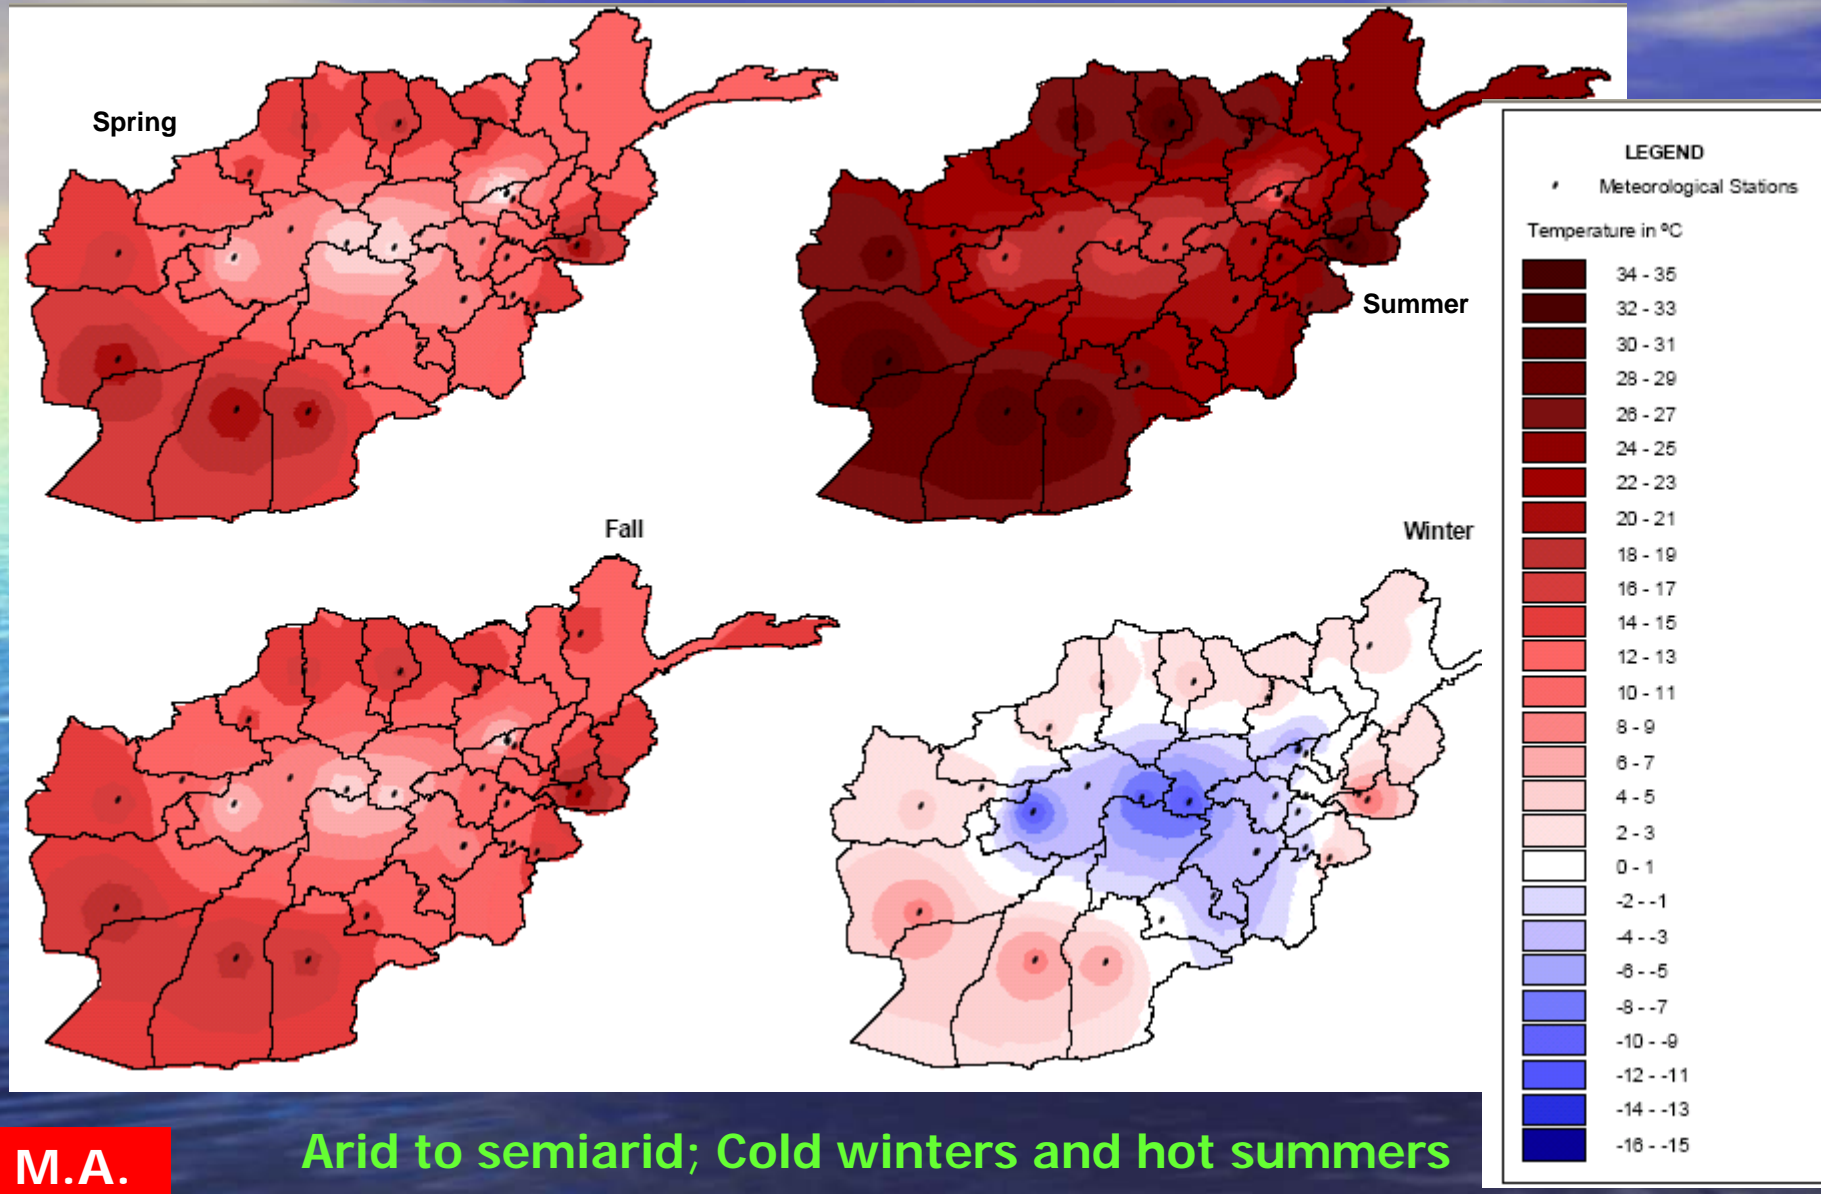 Spring
Summer
Fall
Winter
LEGEND
Meteorological Stations
Temperature in ºC
34 - 35
32 - 33
30 - 31
28 - 29
26 - 27
24 - 25
22 - 23
20 - 21
18 - 19
16 - 17
14 - 15
12 - 13
10 - 11
8 - 9
6 - 7
4 - 5
2 - 3
0 - 1
-2 - -1
-4 - -3
-6 - -5
-8 - -7
-10 - -9
-12 - -11
-14 - -13
-16 - -15
M.A.
Arid to semiarid; Cold winters and hot summers